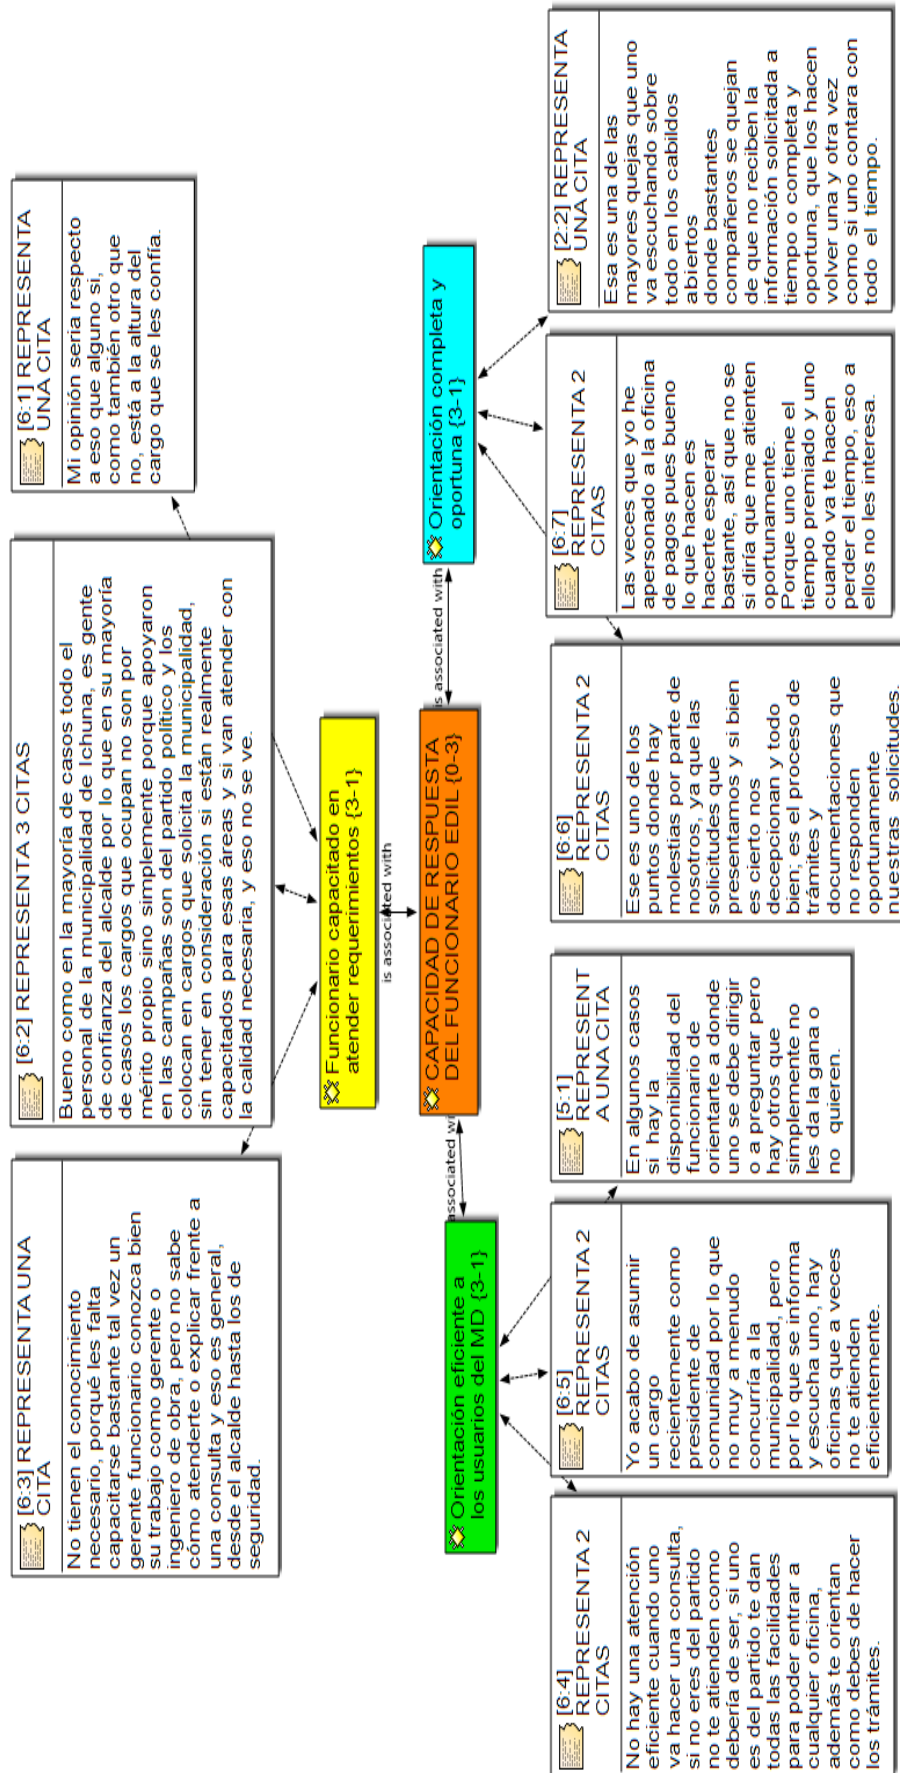 [6:3] REPRESENTA UNA
CITA
No tienen el conocimiento
necesario, porqué les falta
capacitarse bastante tal vez un
gerente funcionario conozca bien
su trabajo como gerente o
ingeniero de obra, pero no sabe
cómo atenderte o explicar frente a
una consulta y eso es general,
desde el alcalde hasta los de
seguridad.
[6:2] REPRESENTA 3 CITAS
Bueno como en la mayoría de casos todo el
personal de la municipalidad de Ichuna, es gente
de confianza del alcalde por lo que en su mayoría
de casos los cargos que ocupan no son por
mérito propio sino simplemente porque apoyaron
en las campañas son del partido político y los
colocan en cargos que solicita la municipalidad,
sin tener en consideración si están realmente
capacitados para esas áreas y si van atender con
la calidad necesaria, y eso no se ve.
[6:1] REPRESENTA
UNA CITA
Mi opinión seria respecto
a eso que alguno si,
como también otro que
no, está a la altura del
cargo que se les confía.
Funcionario capacitado en
atender requerimientos {3-1}
is associated with
Orientación eficiente a
los usuarios del MD {3-1}
associated wi
CAPACIDAD DE RESPUESTA
DEL FUNCIONARIO EDIL {0-3}
is associated with
Orientación completa y
oportuna {3-1}
[6:4]
REPRESENTA 2
CITAS
No hay una atención
eficiente cuando uno
va hacer una consulta,
si no eres del partido
no te atienden como
debería de ser, si uno
es del partido te dan
todas las facilidades
para poder entrar a
cualquier oficina,
además te orientan
como debes de hacer
los trámites.
[6:5]
REPRESENTA 2
CITAS
Yo acabo de asumir
un cargo
recientemente como
presidente de
comunidad por lo que
no muy a menudo
concurría a la
municipalidad, pero
por lo que se informa
y escucha uno, hay
oficinas que a veces
no te atienden
eficientemente.
[5:1]
REPRESENT
A UNA CITA
En algunos casos
si hay la
disponibilidad del
funcionario de
orientarte a donde
uno se debe dirigir
o a preguntar pero
hay otros que
simplemente no
les da la gana o
no quieren.
[6:6]
REPRESENTA 2
CITAS
Ese es uno de los
puntos donde hay
molestias por parte de
nosotros, ya que las
solicitudes que
presentamos y si bien
es cierto nos
decepcionan y todo
bien, es el proceso de
trámites y
documentaciones que
no responden
oportunamente
nuestras solicitudes.
[6:7]
REPRESENTA 2
CITAS
Las veces que yo he
apersonado a la oficina
de pagos pues bueno
lo que hacen es
hacerte esperar
bastante, así que no se
si diría que me atienten
oportunamente.
Porque uno tiene el
tiempo premiado y uno
cuando va te hacen
perder el tiempo, eso a
ellos no les interesa.
[2:2] REPRESENTA
UNA CITA
Esa es una de las
mayores quejas que uno
va escuchando sobre
todo en los cabildos
abiertos
donde bastantes
compañeros se quejan
de que no reciben la
información solicitada a
tiempo o completa y
oportuna, que los hacen
volver una y otra vez
como si uno contara con
todo el tiempo.